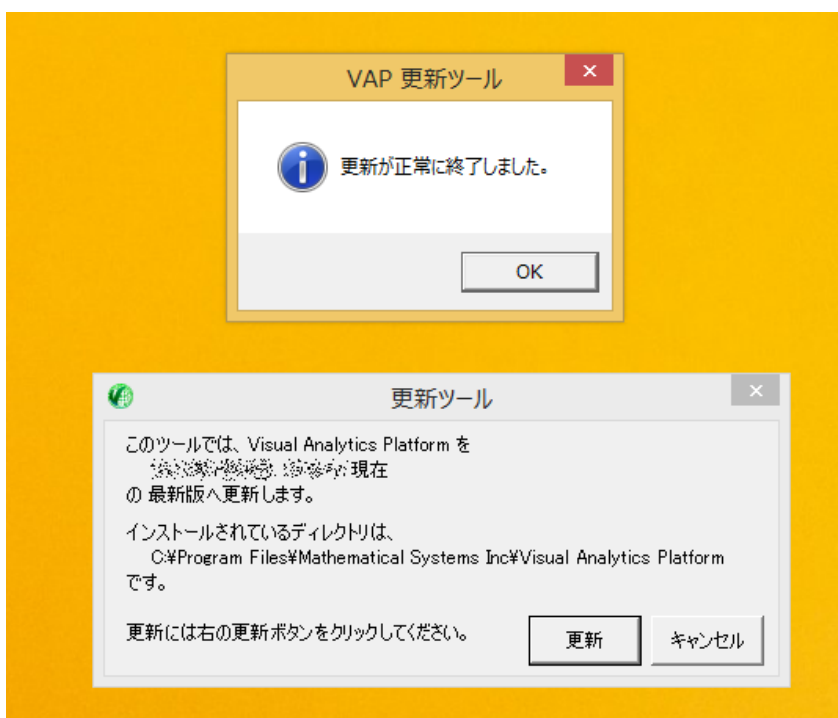 VAP 更新ツール
更新が正常に終了しました。
OK
更新ツール
このツールでは、Visual Analytics Platform を
現在
の 最新版へ更新します。
インストールされているディレクトリは、
C:¥Program Files¥Mathematical Systems Inc¥Visual Analytics Platform
です。
更新には右の更新ボタンをクリックしてください。
更新
キャンセル